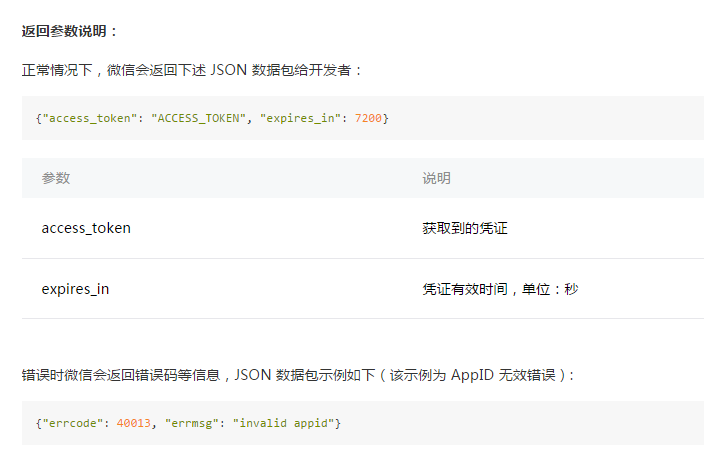 返回参数说明：
正常情况下，微信会返回下述 JSON 数据包给开发者：
{"access_token": "ACCESS_TOKEN", "expires_in": 7200}
参数 说明
access_token 获取到的凭证
expires_in 凭证有效时间，单位：秒
错误时微信会返回错误码等信息，JSON 数据包示例如下（该示例为 AppID 无效错误）:
{"errcode": 40013, "errmsg": "invalid appid"}